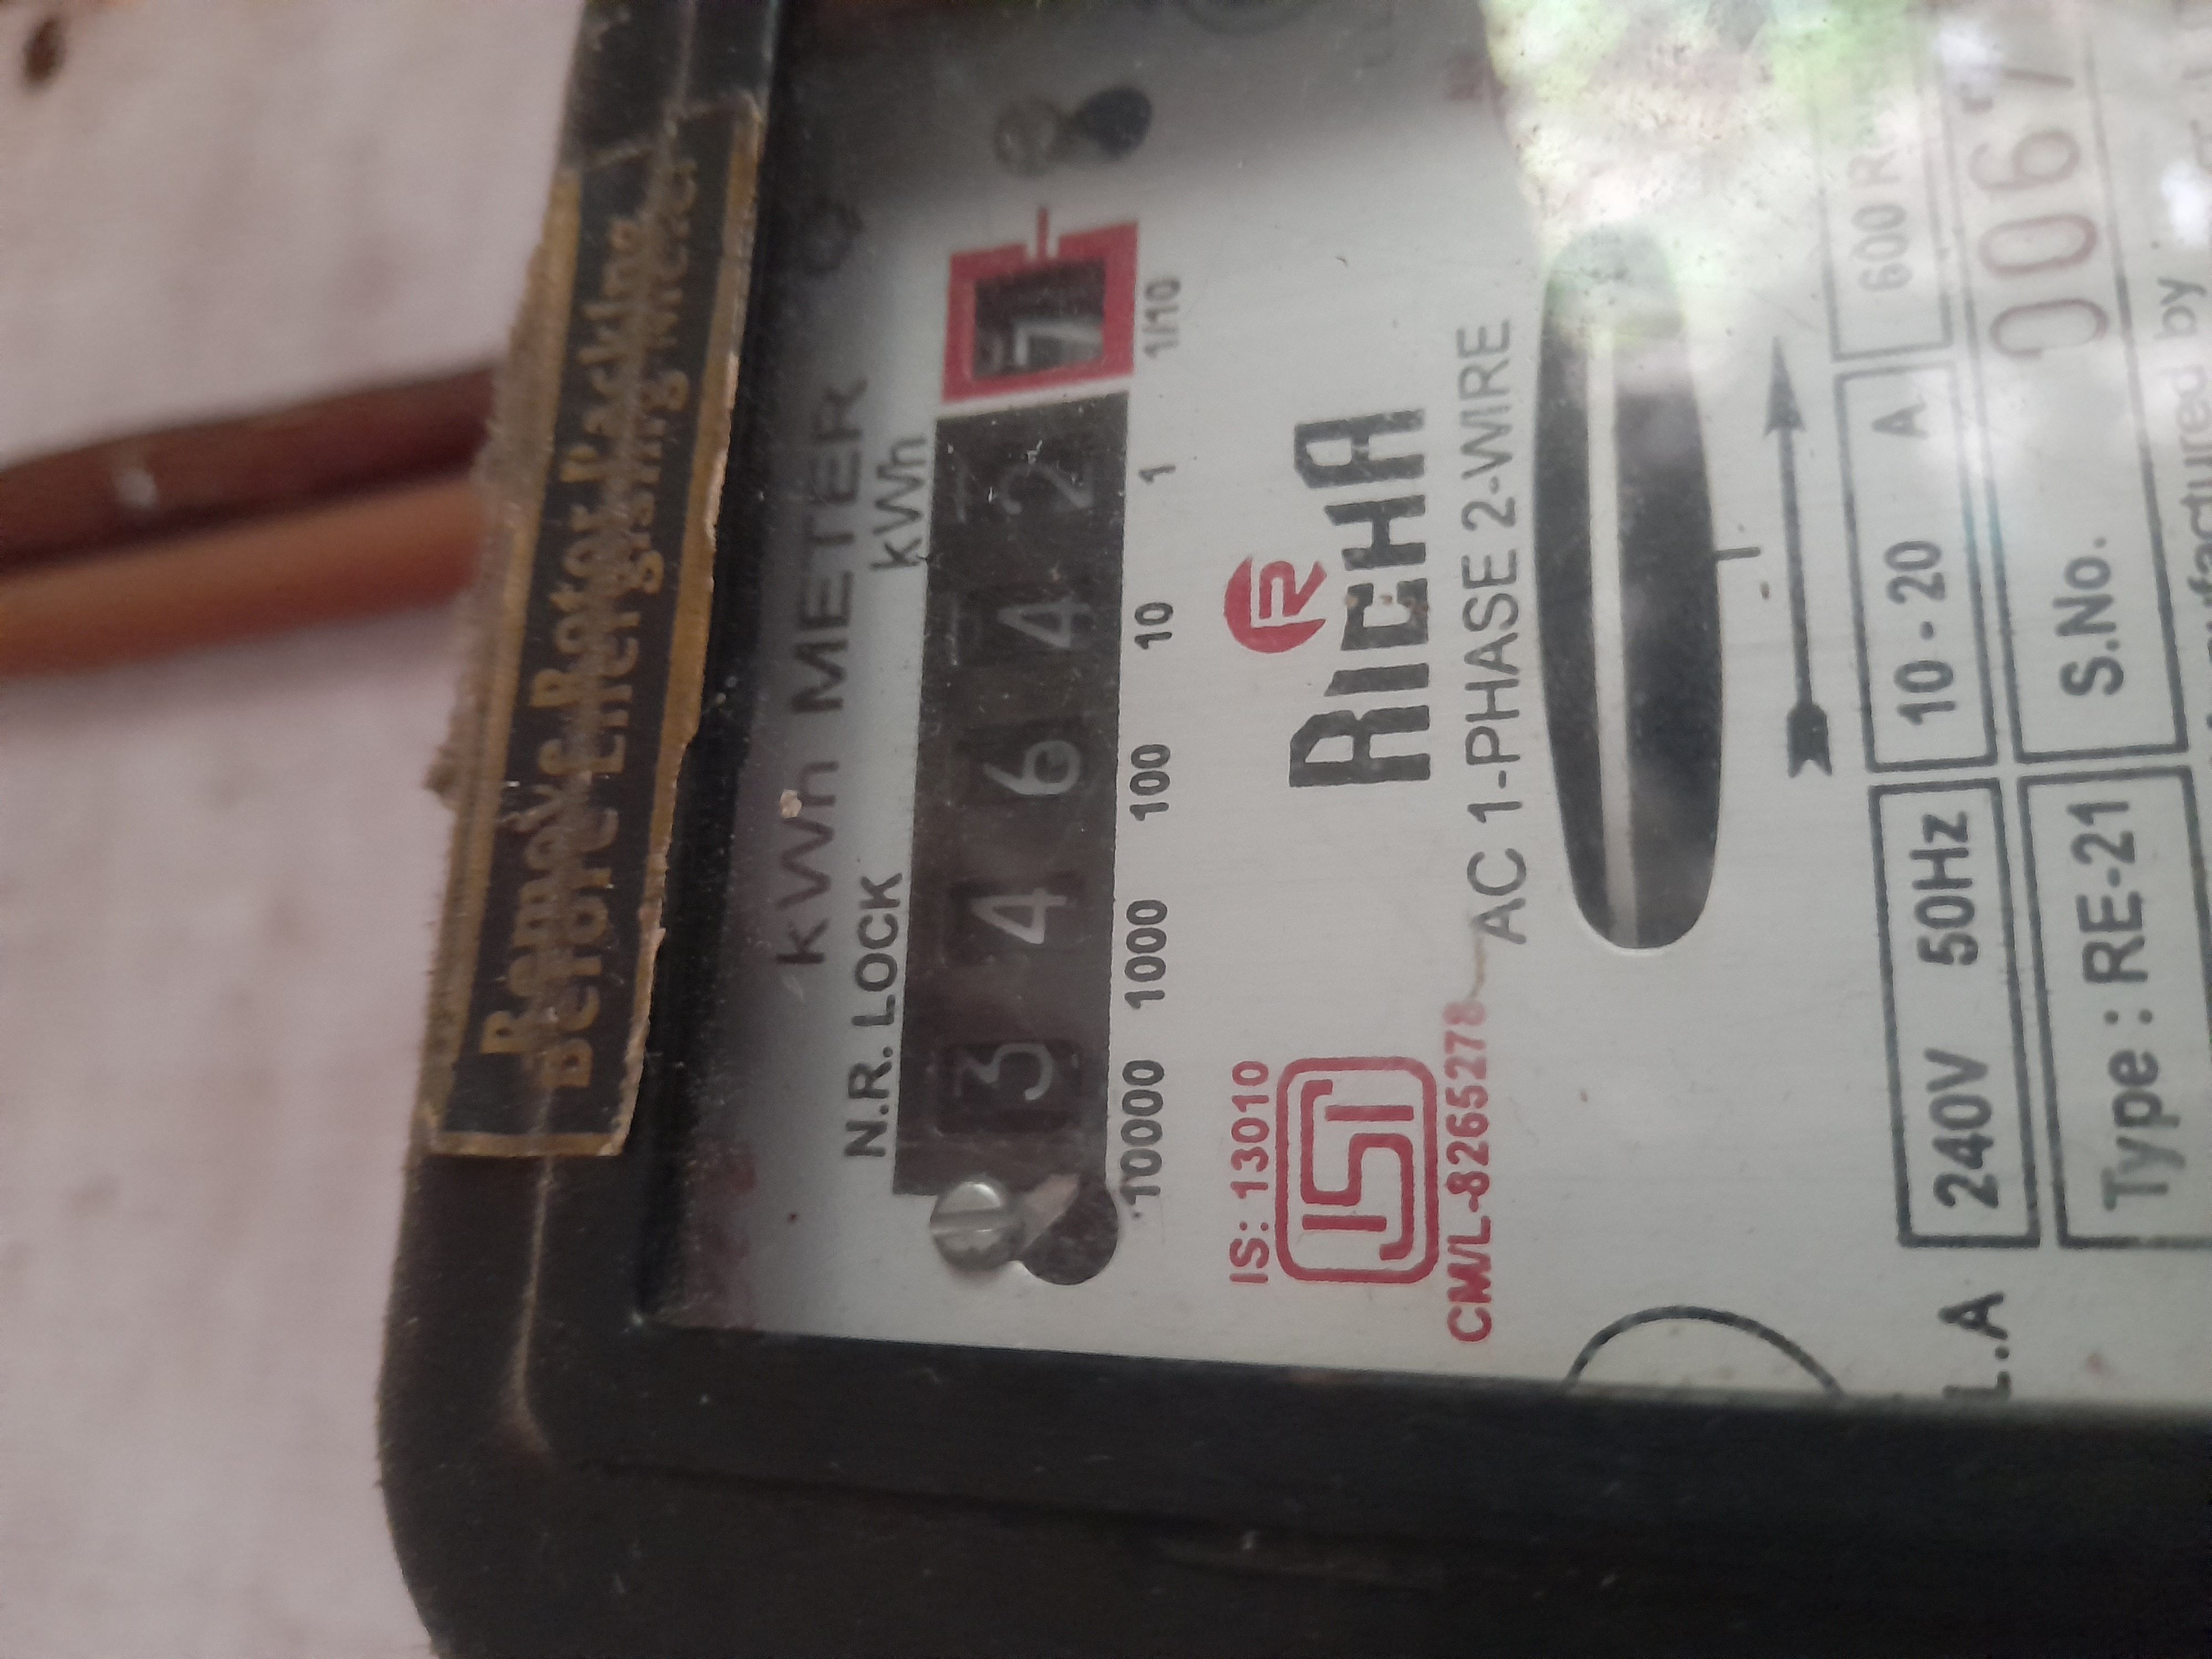 Remove Rotor Packing
Before Energising Meter
kWh METER
N.R. LOCK kWh
3 4 6 4 2 7
10000 1000 100 10 1 1/10
IS: 13010
CM/L-8265278
RICHA
AC 1-PHASE 2-WIRE
240V 50Hz 10 - 20 A 600 R
Type : RE-21 S.No. 0067